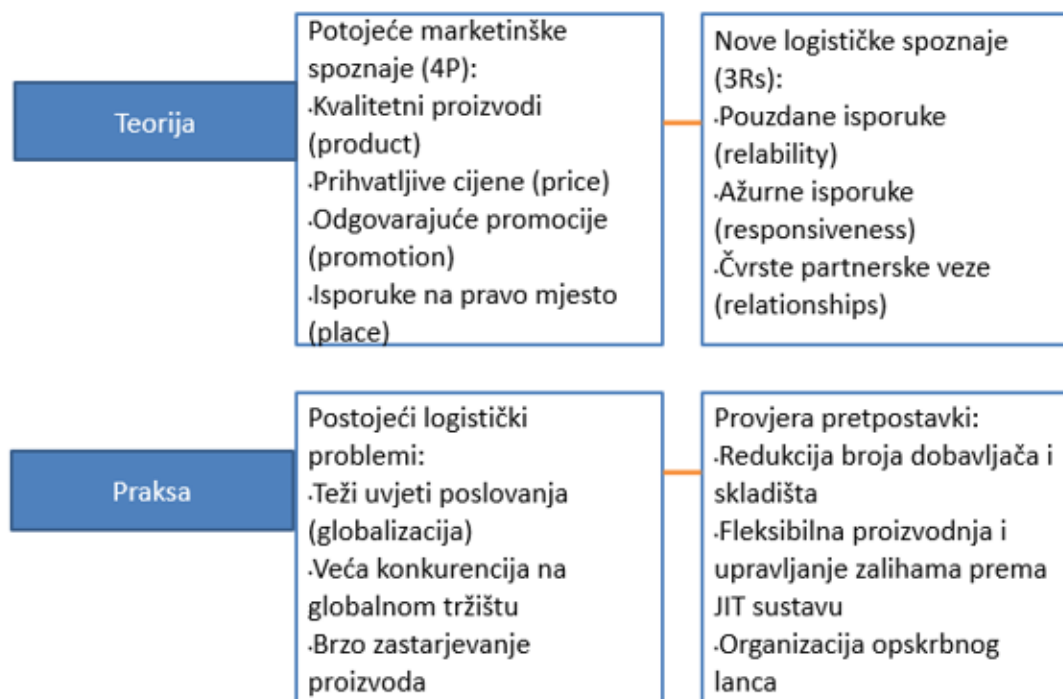 Teorija
Potojeće marketinške
spoznaje (4P):
·Kvalitetni proizvodi
(product)
·Prihvatljive cijene (price)
·Odgovarajuće promocije
(promotion)
·Isporuke na pravo mjesto
(place)
Nove logističke spoznaje
(3Rs):
·Pouzdane isporuke
(relability)
·Ažurne isporuke
(responsiveness)
·Čvrste partnerske veze
(relationships)
Praksa
Postojeći logistički
problemi:
·Teži uvjeti poslovanja
(globalizacija)
·Veća konkurencija na
globalnom tržištu
·Brzo zastarjevanje
proizvoda
Provjera pretpostavki:
·Redukcija broja dobavljača i
skladišta
·Fleksibilna proizvodnja i
upravljanje zalihama prema
JIT sustavu
·Organizacija opskrbnog
lanca